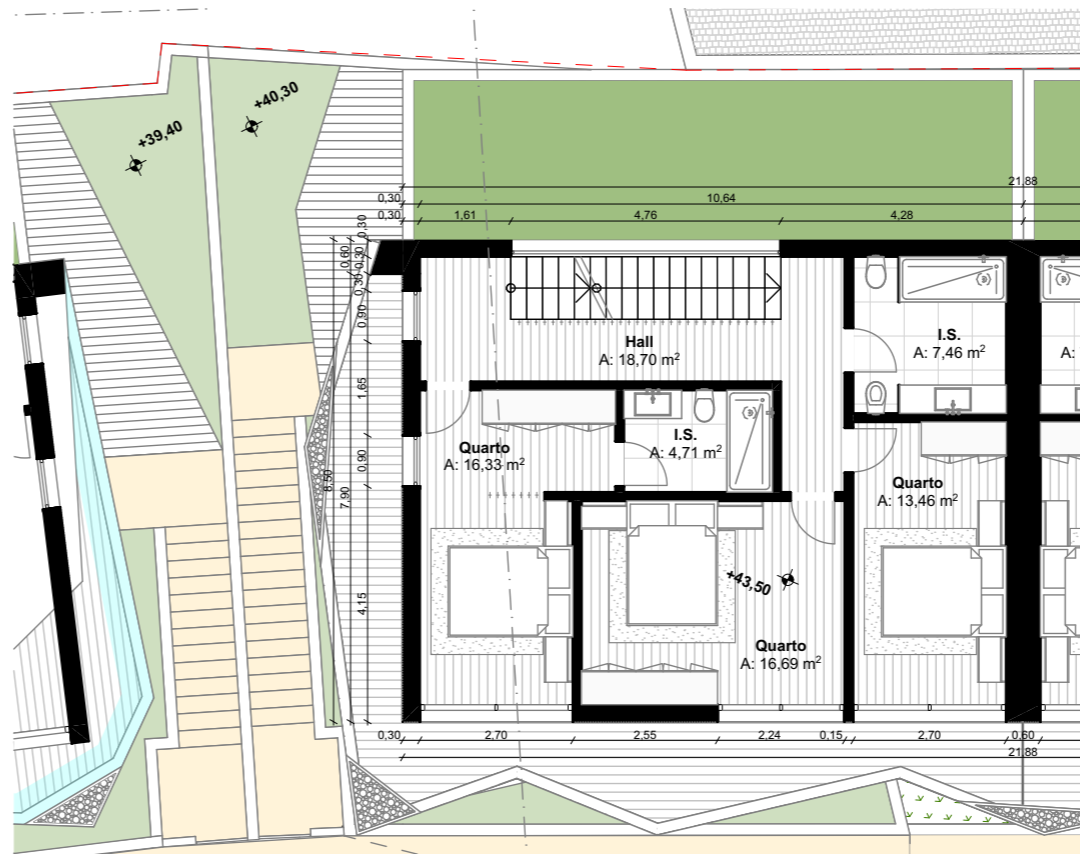 +40,30
+39,40
21,88
0,30
10,64
0,30
1,61
4,76
4,28
0,30
0,60
0,30
0,30
0,90
1,65
0,90
8,50
7,90
4,15
Hall
A: 18,70 m²
I.S.
A: 7,46 m²
A:
Quarto
A: 16,33 m²
I.S.
A: 4,71 m²
Quarto
A: 13,46 m²
+43,50
Quarto
A: 16,69 m²
0,30
2,70
2,55
2,24
0,15
2,70
0,60
21,88